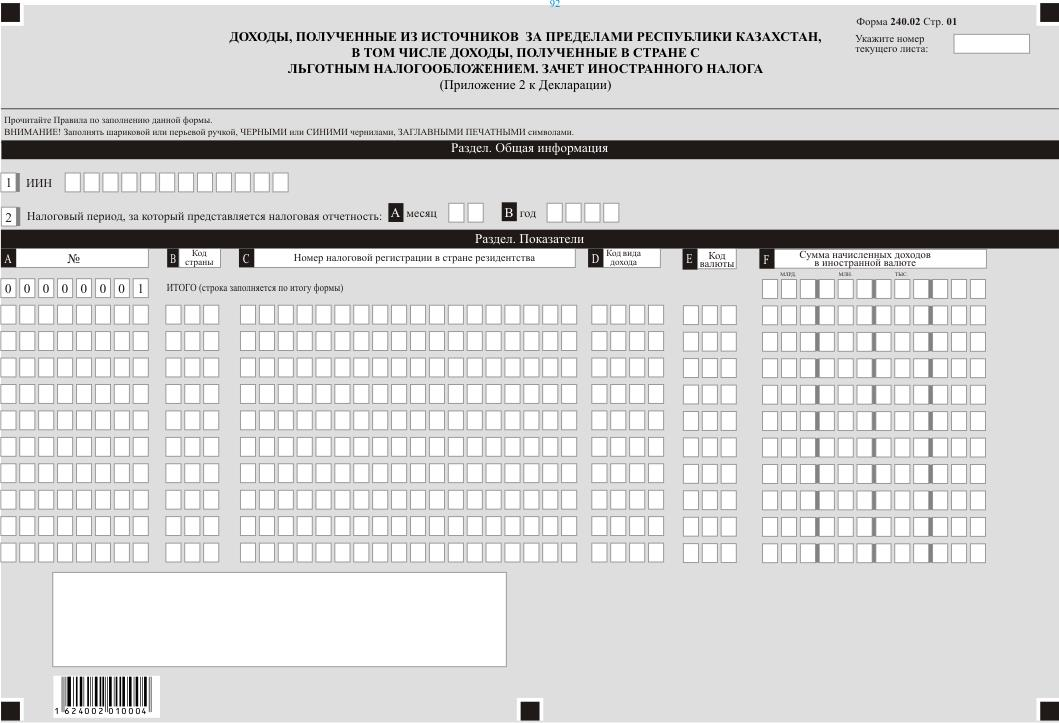 92
Форма 240.02 Стр. 01
ДОХОДЫ, ПОЛУЧЕННЫЕ ИЗ ИСТОЧНИКОВ ЗА ПРЕДЕЛАМИ РЕСПУБЛИКИ КАЗАХСТАН,
В ТОМ ЧИСЛЕ ДОХОДЫ, ПОЛУЧЕННЫЕ В СТРАНЕ С
ЛЬГОТНЫМ НАЛОГООБЛОЖЕНИЕМ. ЗАЧЕТ ИНОСТРАННОГО НАЛОГА
(Приложение 2 к Декларации)
Укажите номер
текущего листа:
Прочитайте Правила по заполнению данной формы.
ВНИМАНИЕ! Заполнять шариковой или перьевой ручкой, ЧЕРНЫМИ или СИНИМИ чернилами, ЗАГЛАВНЫМИ ПЕЧАТНЫМИ символами.
Раздел. Общая информация
1 ИИН
2 Налоговый период, за который представляется налоговая отчетность: A месяц B год
Раздел. Показатели
A № B Код страны C Номер налоговой регистрации в стране резидентства D Код вида дохода E Код валюты F Сумма начисленных доходов в иностранной валюте
млрд. млн. тыс.
0 0 0 0 0 0 0 1 ИТОГО (строка заполняется по итогу формы)
1 624002 010004